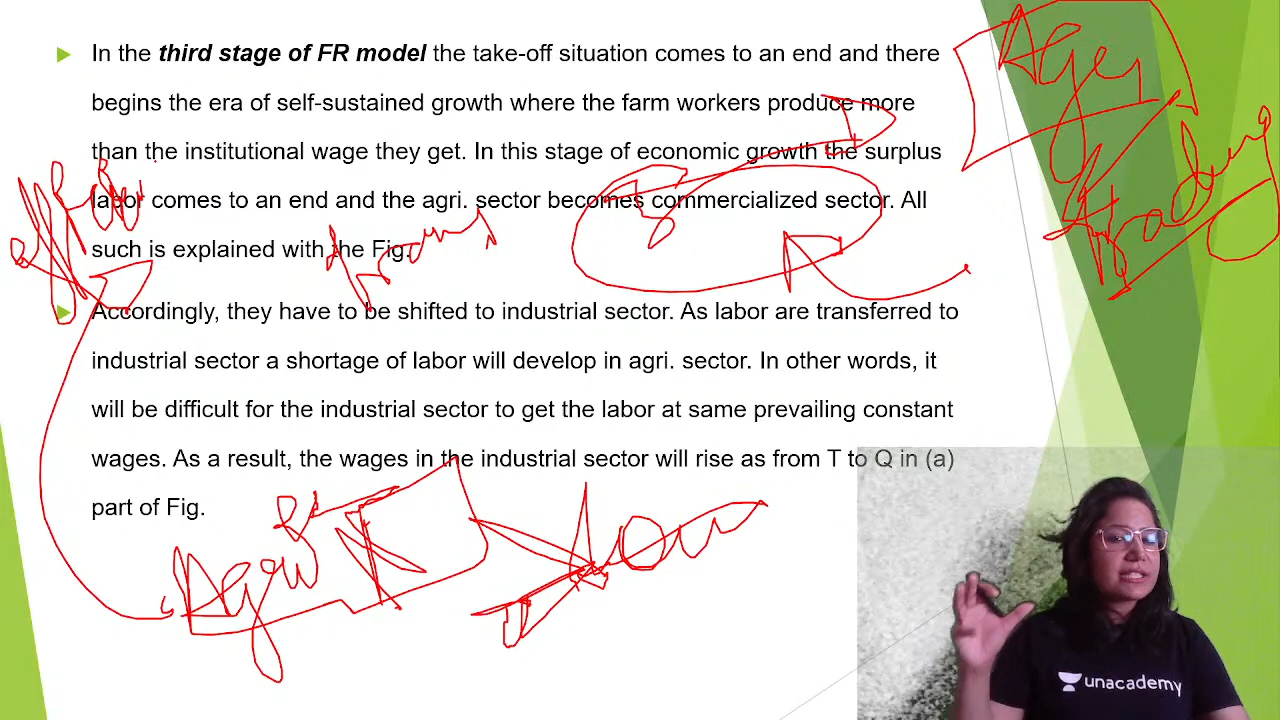 In the third stage of FR model the take-off situation comes to an end and there
begins the era of self-sustained growth where the farm workers produce more
than the institutional wage they get. In this stage of economic growth the surplus
labor comes to an end and the agri. sector becomes commercialized sector. All
such is explained with the Fig.
Accordingly, they have to be shifted to industrial sector. As labor are transferred to
industrial sector a shortage of labor will develop in agri. sector. In other words, it
will be difficult for the industrial sector to get the labor at same prevailing constant
wages. As a result, the wages in the industrial sector will rise as from T to Q in (a)
part of Fig.
trading
unacademy